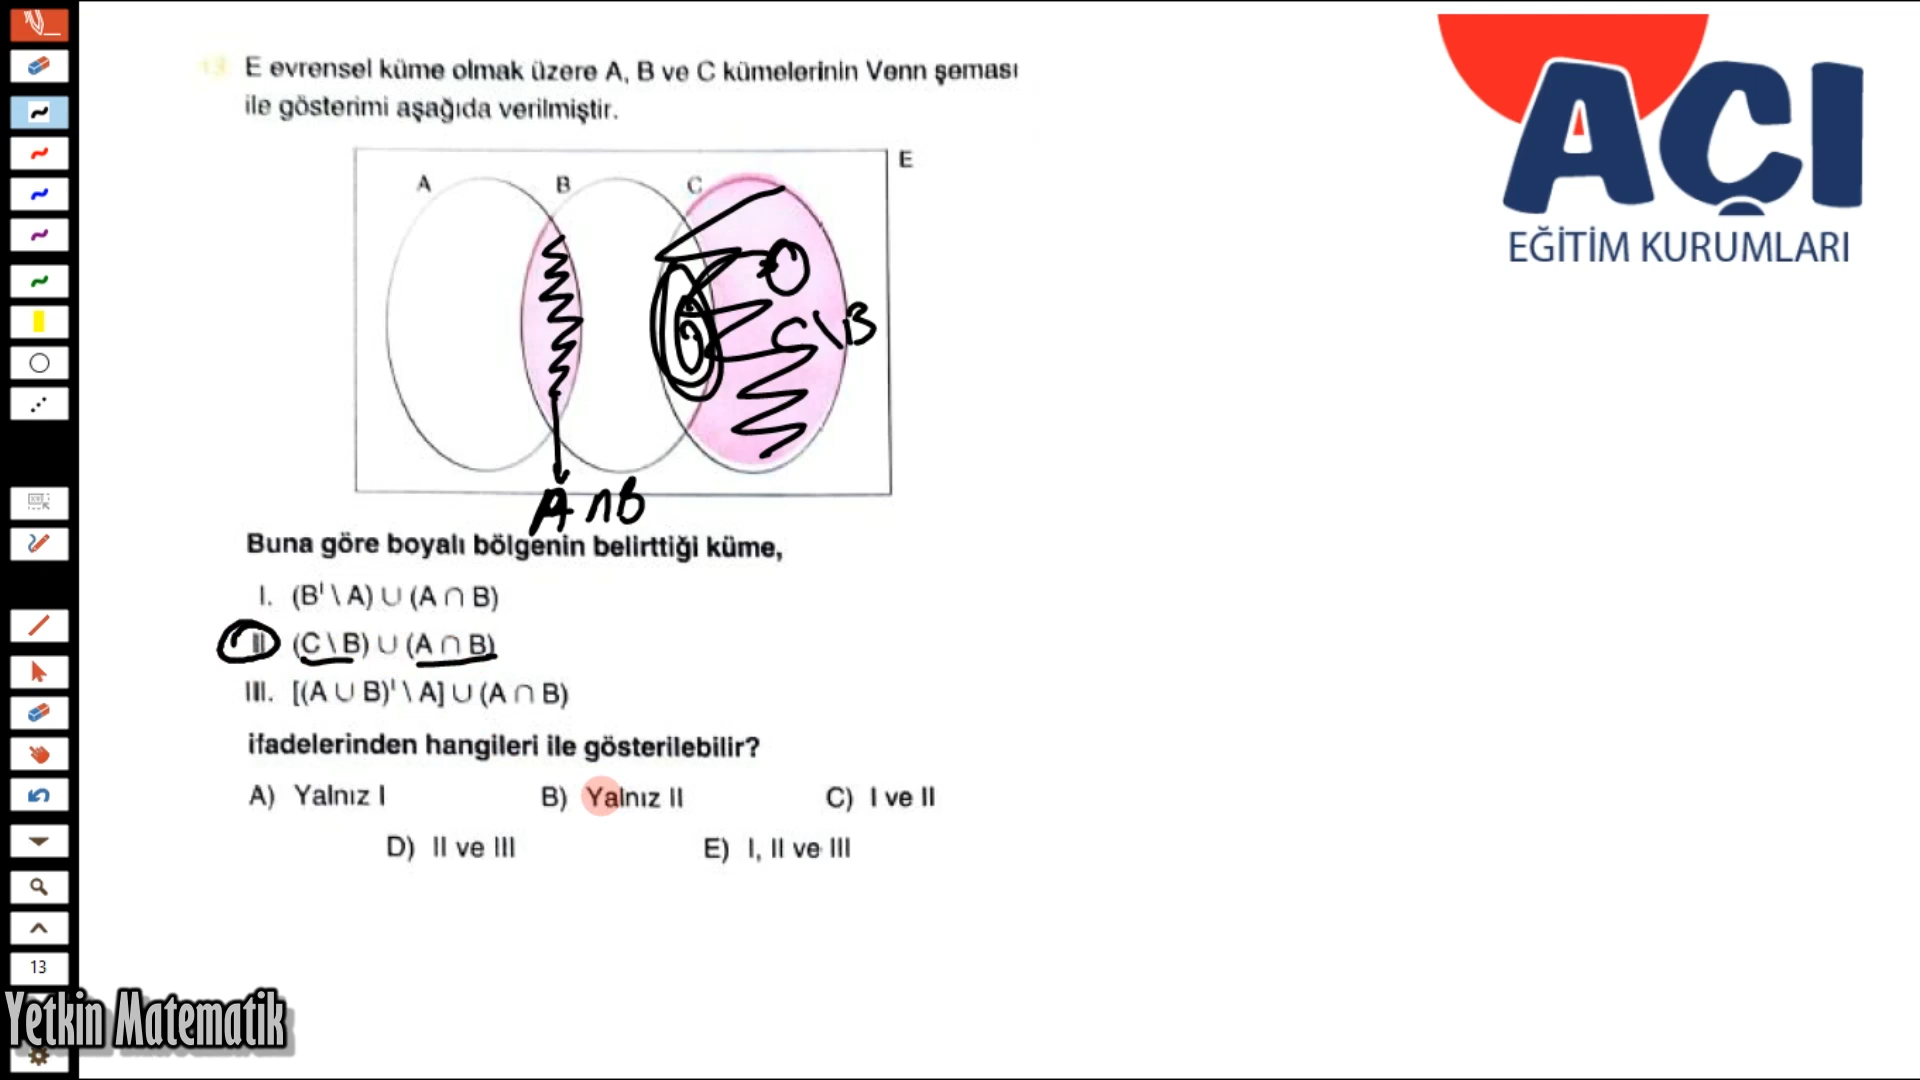 E evrensel küme olmak üzere A, B ve C kümelerinin Venn şeması
ile gösterimi aşağıda verilmiştir.
E
A
B
C
C\B
A∩B
Buna göre boyalı bölgenin belirttiği küme,
I. (B' \ A) ∪ (A ∩ B)
II (C \ B) ∪ (A ∩ B)
III. [(A ∪ B)' \ A] ∪ (A ∩ B)
ifadelerinden hangileri ile gösterilebilir?
A) Yalnız I
B) Yalnız II
C) I ve II
D) II ve III
E) I, II ve III
AÇI
EĞİTİM KURUMLARI
13
Yetkin Matematik